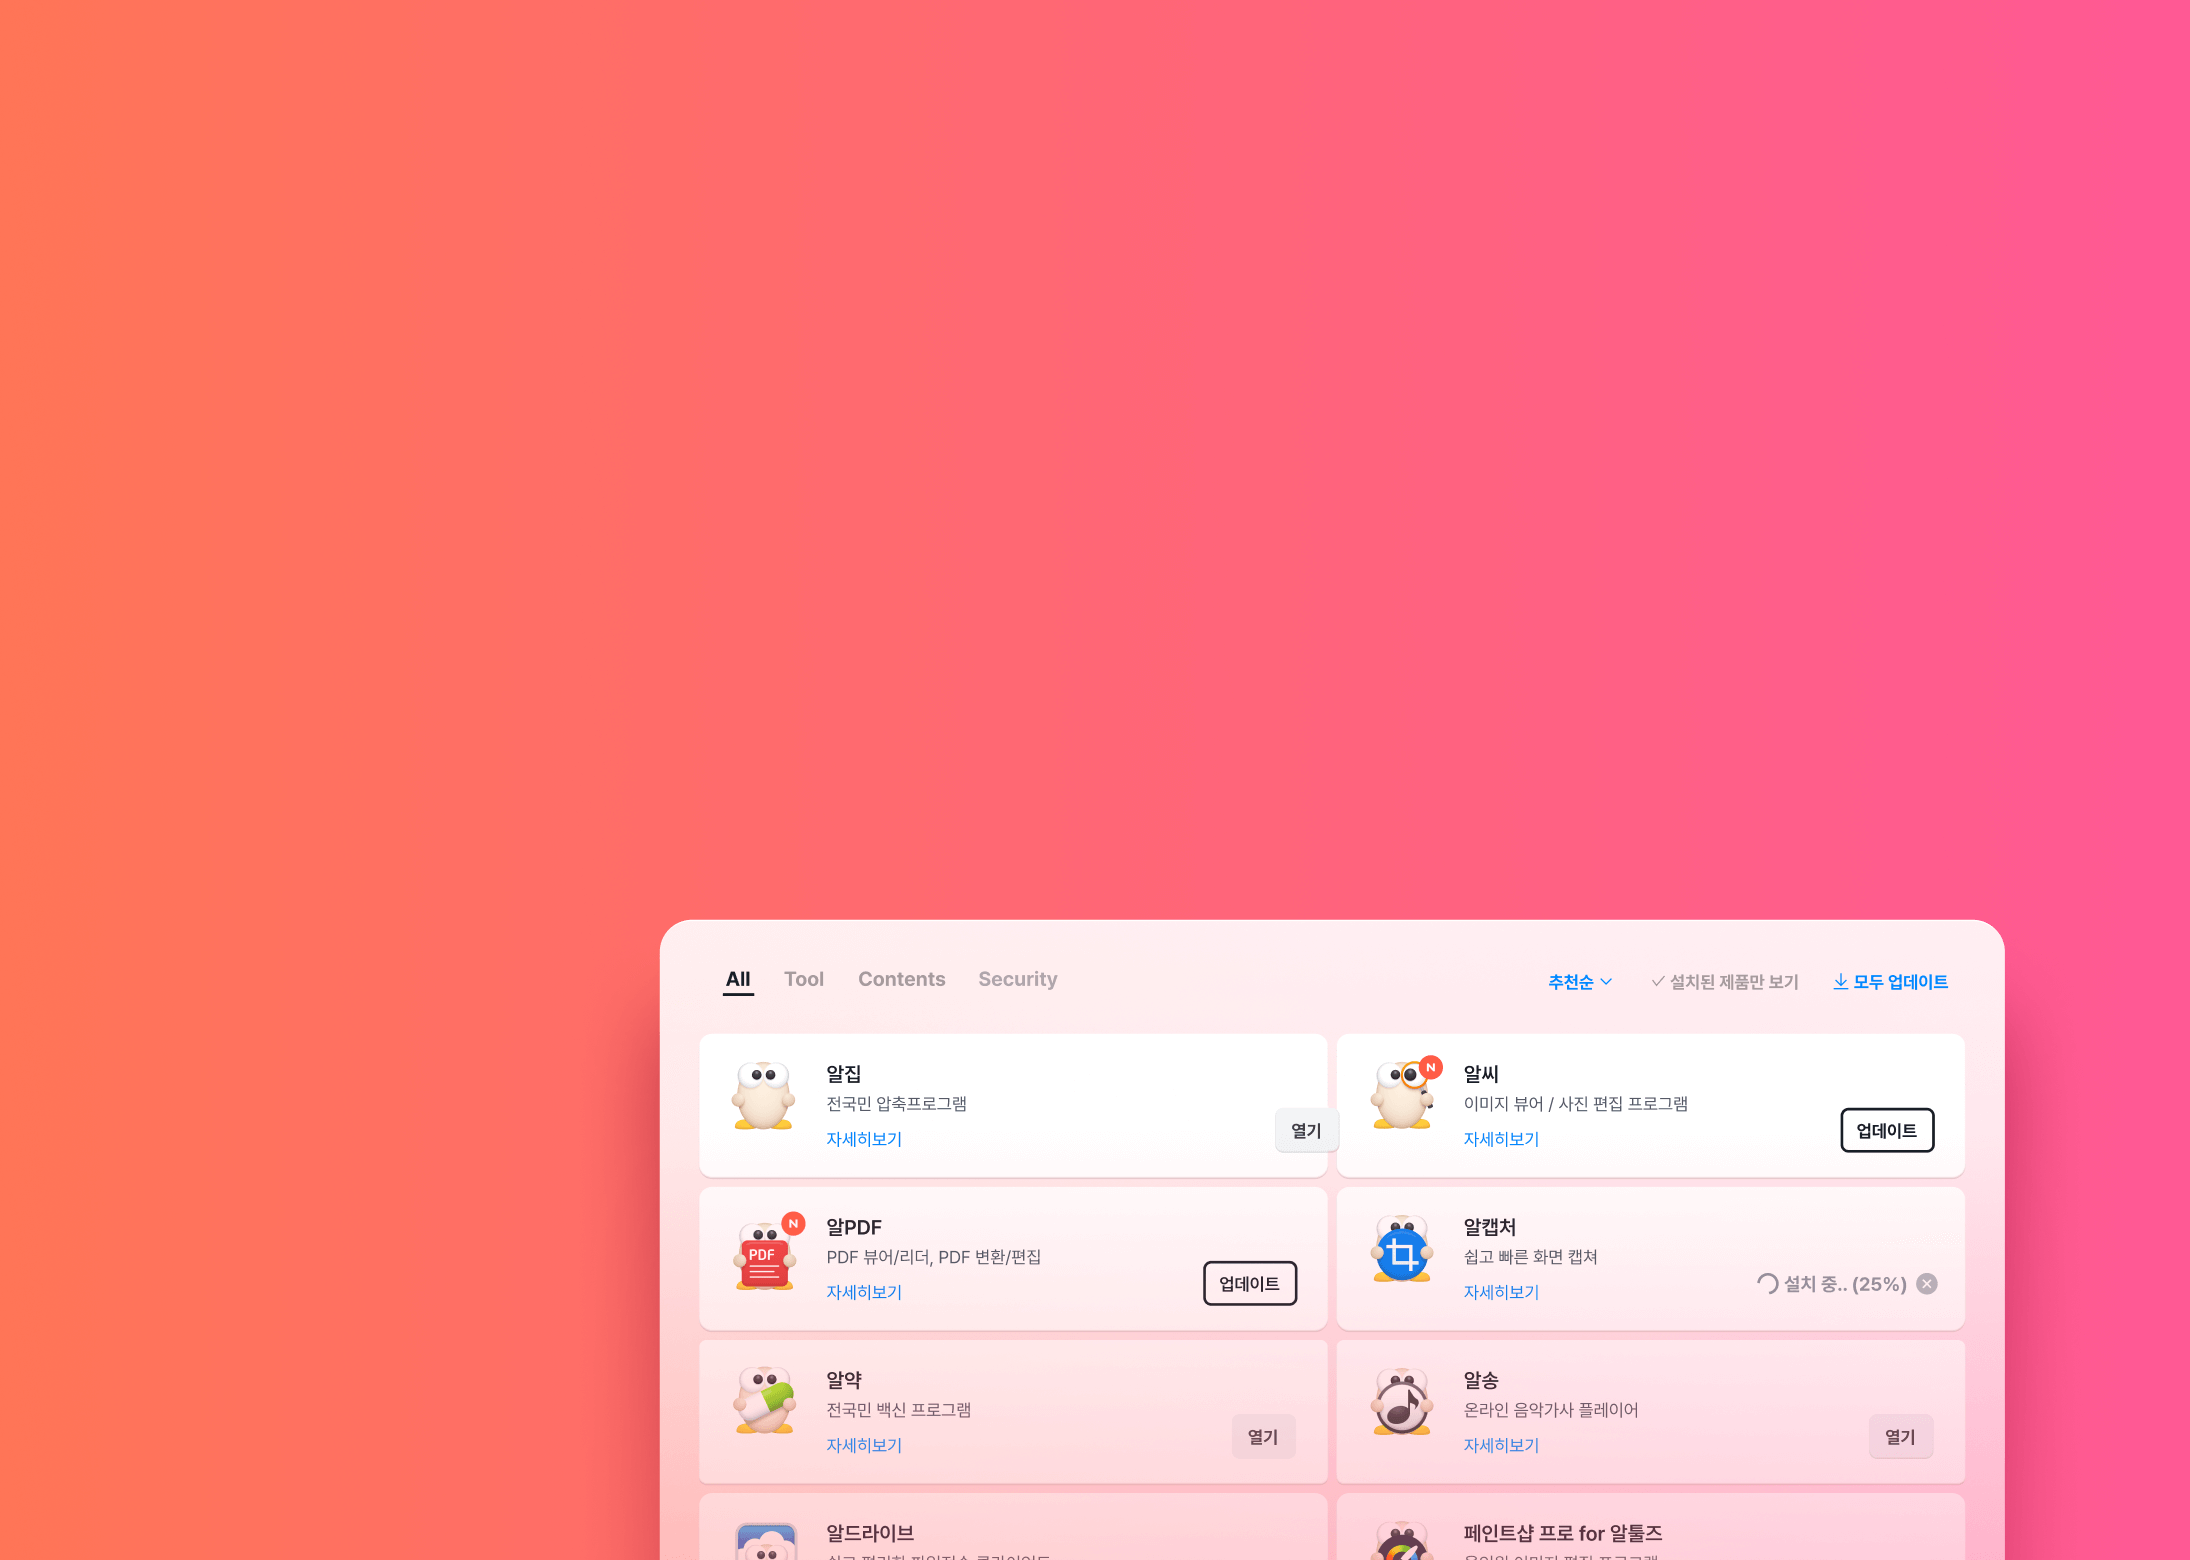 All Tool Contents Security 추천순 설치된 제품만 보기 모두 업데이트
알집
전국민 압축프로그램
자세히보기
열기
N
알씨
이미지 뷰어 / 사진 편집 프로그램
자세히보기
업데이트
N
PDF
알PDF
PDF 뷰어/리더, PDF 변환/편집
자세히보기
업데이트
알캡처
쉽고 빠른 화면 캡쳐
자세히보기
설치 중.. (25%)
알약
전국민 백신 프로그램
자세히보기
열기
알송
온라인 음악가사 플레이어
자세히보기
열기
알드라이브
페인트샵 프로 for 알툴즈